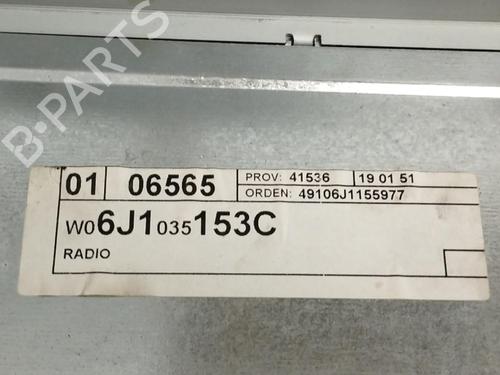 B-PARTS
01 06565 PROV: 41536 19 01 51
ORDEN: 49106J1155977
W06J1035153C
RADIO